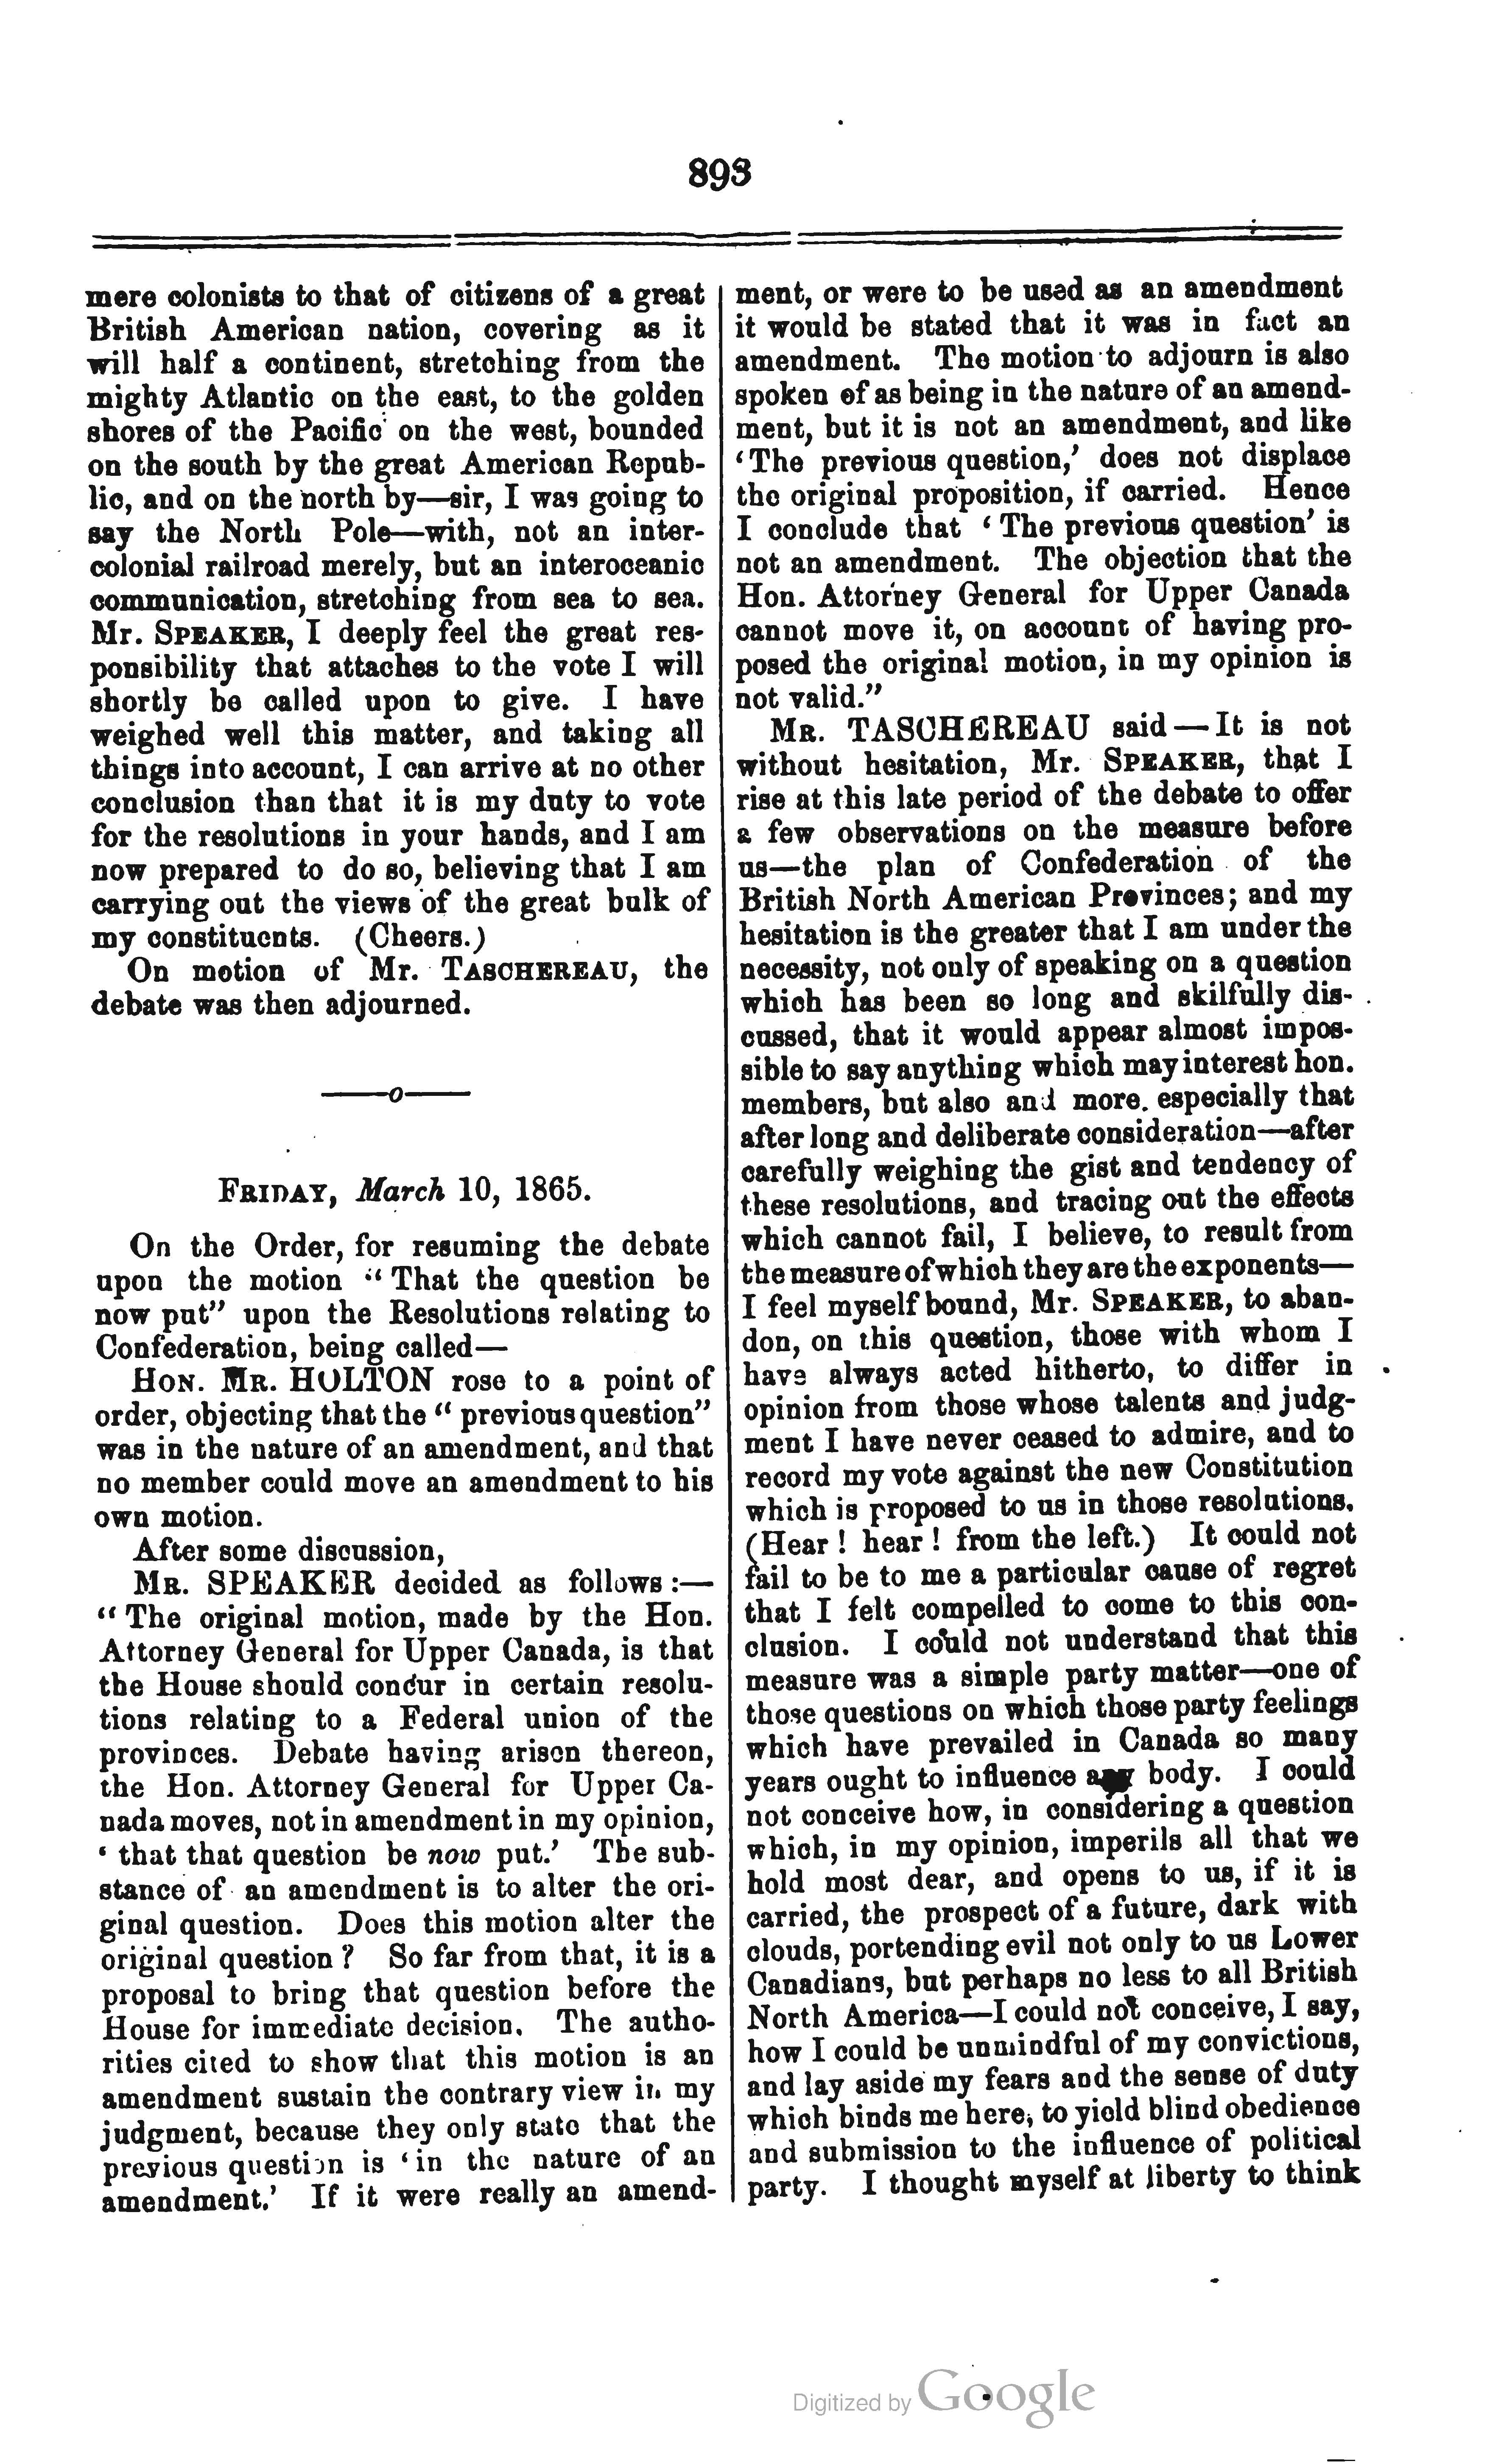 893
mere colonists to that of citizens of a great
British American nation, covering as it
will half a continent, stretching from the
mighty Atlantic on the east, to the golden
shores of the Pacific on the west, bounded
on the south by the great American Repub-
lic, and on the north by—sir, I was going to
say the North Pole—with, not an inter-
colonial railroad merely, but an interoceanic
communication, stretching from sea to sea.
Mr. SPEAKER, I deeply feel the great res-
ponsibility that attaches to the vote I will
shortly be called upon to give. I have
weighed well this matter, and taking all
things into account, I can arrive at no other
conclusion than that it is my duty to vote
for the resolutions in your hands, and I am
now prepared to do so, believing that I am
carrying out the views of the great bulk of
my constituents. (Cheers.)
On motion of Mr. TASCHEREAU, the
debate was then adjourned.
———o———
FRIDAY, March 10, 1865.
On the Order, for resuming the debate
upon the motion “ That the question be
now put” upon the Resolutions relating to
Confederation, being called—
HON. MR. HOLTON rose to a point of
order, objecting that the “ previous question”
was in the nature of an amendment, and that
no member could move an amendment to his
own motion.
After some discussion,
MR. SPEAKER decided as follows :—
“ The original motion, made by the Hon.
Attorney General for Upper Canada, is that
the House should concur in certain resolu-
tions relating to a Federal union of the
provinces. Debate having arisen thereon,
the Hon. Attorney General for Upper Ca-
nada moves, not in amendment in my opinion,
‘ that that question be now put.’ The sub-
stance of an amendment is to alter the ori-
ginal question. Does this motion alter the
original question ? So far from that, it is a
proposal to bring that question before the
House for immediate decision. The autho-
rities cited to show that this motion is an
amendment sustain the contrary view in my
judgment, because they only state that the
previous question is ‘ in the nature of an
amendment.’ If it were really an amend-
ment, or were to be used as an amendment
it would be stated that it was in fact an
amendment. The motion to adjourn is also
spoken of as being in the nature of an amend-
ment, but it is not an amendment, and like
‘ The previous question,’ does not displace
the original proposition, if carried. Hence
I conclude that ‘ The previous question’ is
not an amendment. The objection that the
Hon. Attorney General for Upper Canada
cannot move it, on account of having pro-
posed the original motion, in my opinion is
not valid.”
MR. TASCHEREAU said — It is not
without hesitation, Mr. SPEAKER, that I
rise at this late period of the debate to offer
a few observations on the measure before
us—the plan of Confederation of the
British North American Provinces; and my
hesitation is the greater that I am under the
necessity, not only of speaking on a question
which has been so long and skilfully dis-
cussed, that it would appear almost impos-
sible to say anything which may interest hon.
members, but also and more especially that
after long and deliberate consideration—after
carefully weighing the gist and tendency of
these resolutions, and tracing out the effects
which cannot fail, I believe, to result from
the measure of which they are the exponents—
I feel myself bound, Mr. SPEAKER, to aban-
don, on this question, those with whom I
have always acted hitherto, to differ in
opinion from those whose talents and judg-
ment I have never ceased to admire, and to
record my vote against the new Constitution
which is proposed to us in those resolutions.
(Hear ! hear ! from the left.) It could not
fail to be to me a particular cause of regret
that I felt compelled to come to this con-
clusion. I could not understand that this
measure was a simple party matter—one of
those questions on which those party feelings
which have prevailed in Canada so many
years ought to influence any body. I could
not conceive how, in considering a question
which, in my opinion, imperils all that we
hold most dear, and opens to us, if it is
carried, the prospect of a future, dark with
clouds, portending evil not only to us Lower
Canadians, but perhaps no less to all British
North America—I could not conceive, I say,
how I could be unmindful of my convictions,
and lay aside my fears and the sense of duty
which binds me here, to yield blind obedience
and submission to the influence of political
party. I thought myself at liberty to think
Digitized by Google